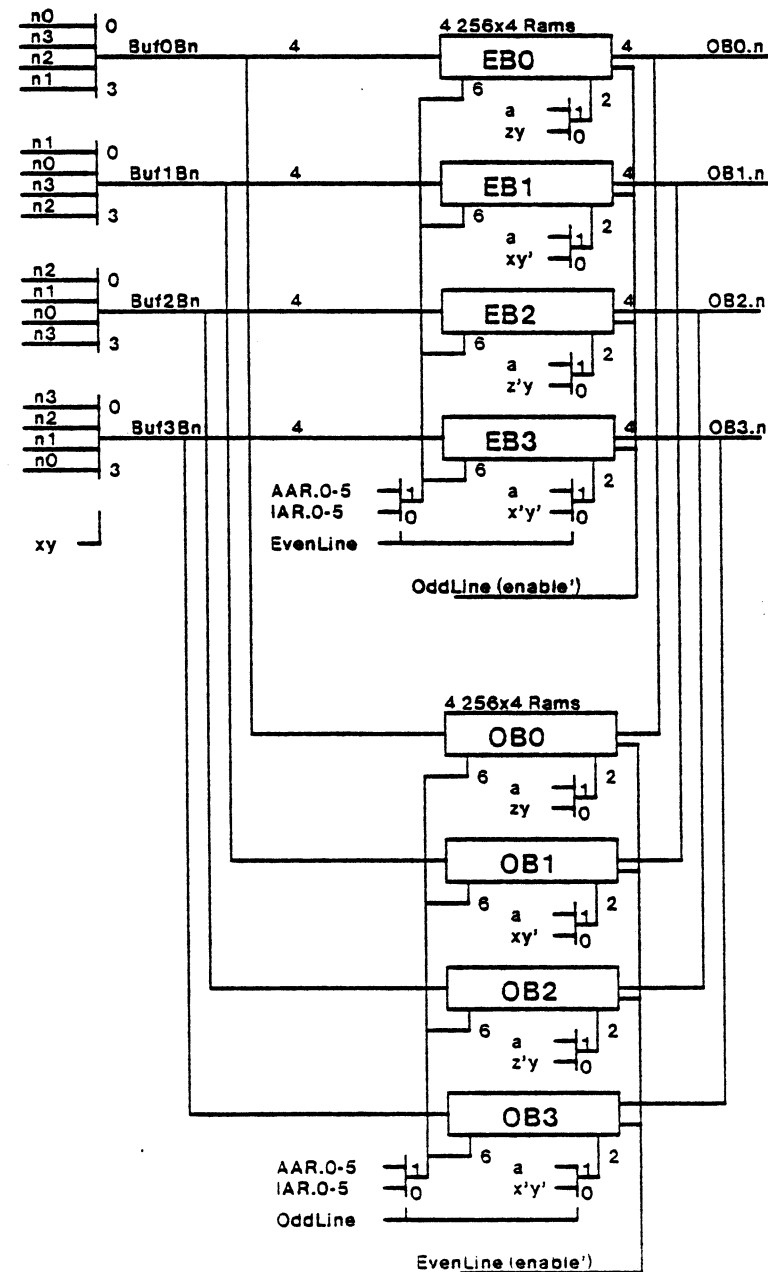 n0 0
n3
Buf0Bn
n2
n1 3
4
4 256x4 Rams
EB0
4 OB0.n
6 2
a 1
zy 0
n1 0
n0
Buf1Bn
n3
n2 3
4
EB1
4 OB1.n
6 2
a 1
xy' 0
n2 0
n1
Buf2Bn
n0
n3 3
4
EB2
4 OB2.n
6 2
a 1
z'y 0
n3 0
n2
Buf3Bn
n1
n0 3
4
EB3
4 OB3.n
6 2
AAR.0-5 1
IAR.0-5 0
a 1
x'y' 0
xy
EvenLine
OddLine (enable')
4 256x4 Rams
OB0
6 2
a 1
zy 0
OB1
6 2
a 1
xy' 0
OB2
6 2
a 1
z'y 0
OB3
6 2
AAR.0-5 1
IAR.0-5 0
a 1
x'y' 0
OddLine
EvenLine (enable')